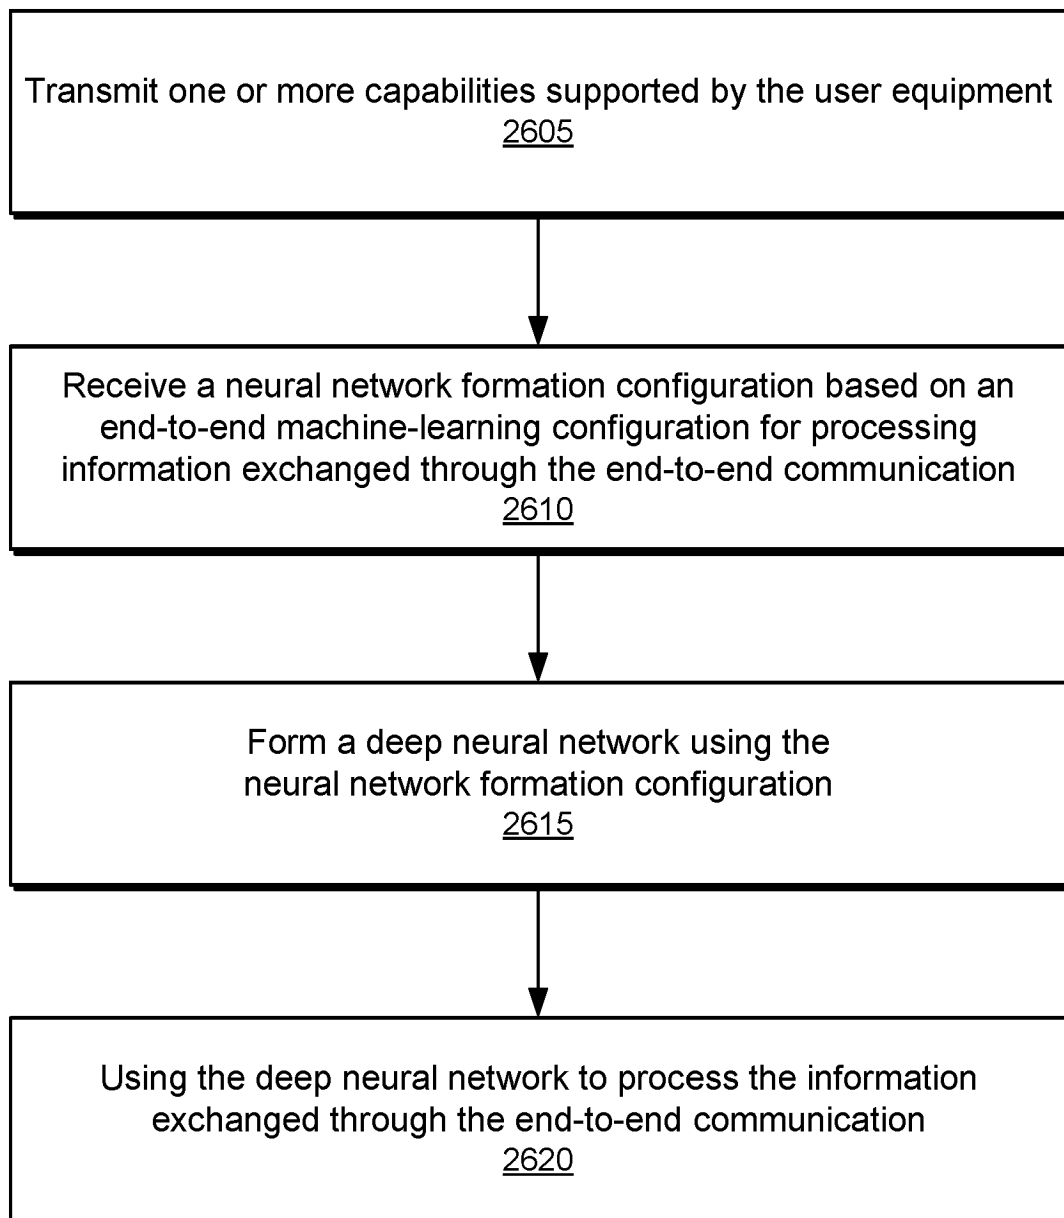 Transmit one or more capabilities supported by the user equipment
2605
Receive a neural network formation configuration based on an
end-to-end machine-learning configuration for processing
information exchanged through the end-to-end communication
2610
Form a deep neural network using the
neural network formation configuration
2615
Using the deep neural network to process the information
exchanged through the end-to-end communication
2620